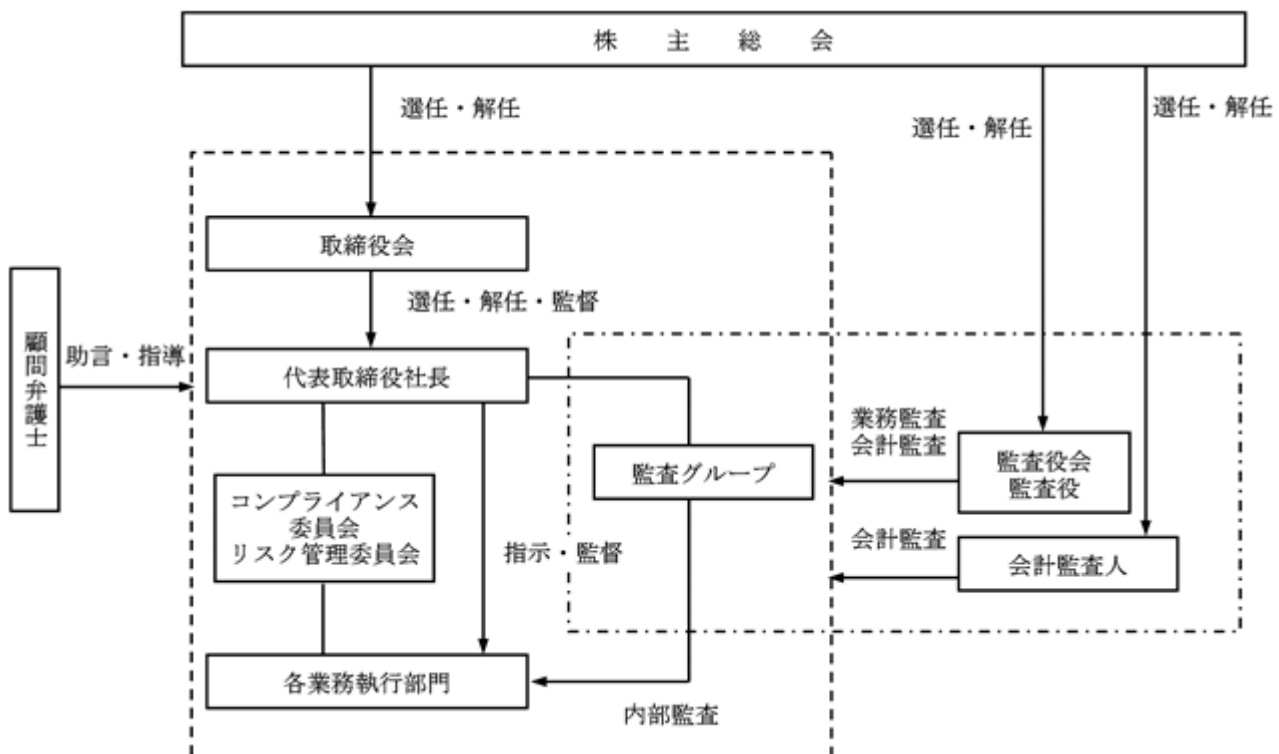 株主総会
選任・解任
選任・解任
選任・解任
取締役会
選任・解任・監督
顧問弁護士
助言・指導
代表取締役社長
業務監査
会計監査
監査役会
監査役
監査グループ
コンプライアンス
委員会
リスク管理委員会
指示・監督
会計監査
会計監査人
各業務執行部門
内部監査